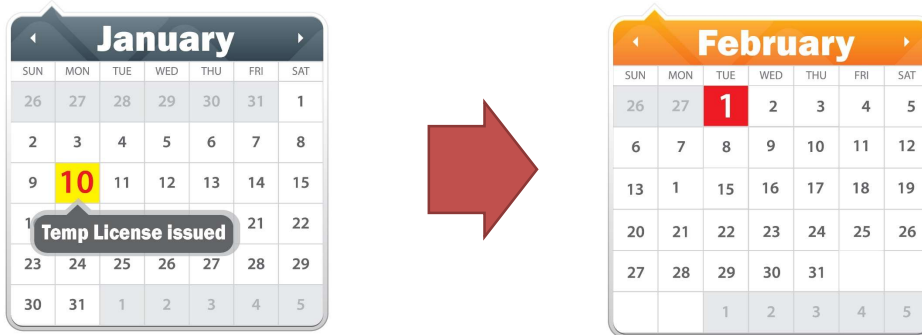 January
SUN MON TUE WED THU FRI SAT
26 27 28 29 30 31 1
2 3 4 5 6 7 8
9 10 11 12 13 14 15
21 22
Temp License issued
23 24 25 26 27 28 29
30 31 1 2 3 4 5
February
SUN MON TUE WED THU FRI SAT
26 27 1 2 3 4 5
6 7 8 9 10 11 12
13 1 15 16 17 18 19
20 21 22 23 24 25 26
27 28 29 30 31
1 2 3 4 5